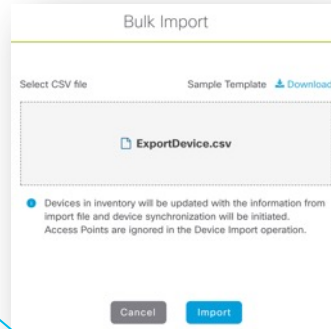 Bulk Import
Select CSV file Sample Template Download
ExportDevice.csv
Devices in inventory will be updated with the information from
import file and device synchronization will be initiated.
Access Points are ignored in the Device Import operation.
Cancel Import